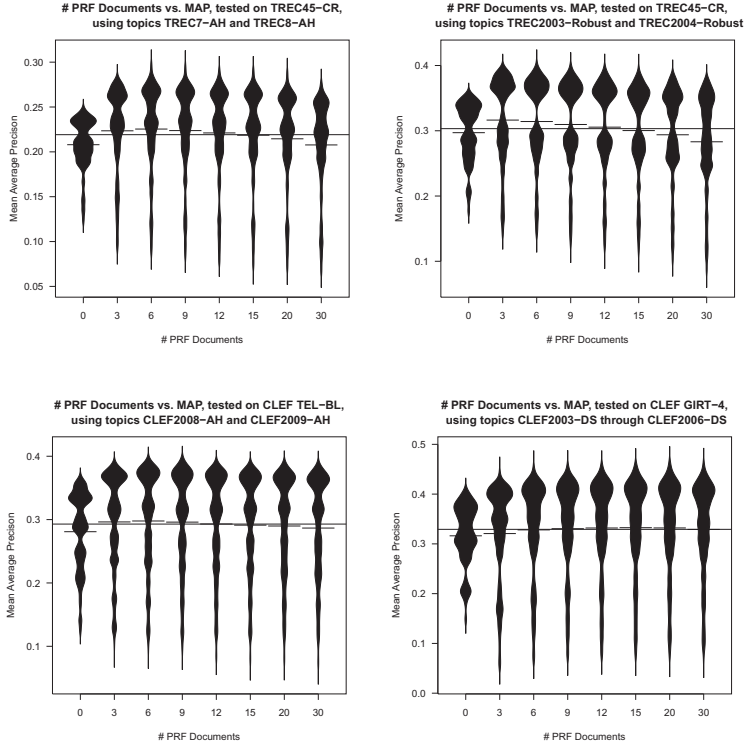 # PRF Documents vs. MAP, tested on TREC45−CR,
using topics TREC7−AH and TREC8−AH
Mean Average Precison
0.30
0.25
0.20
0.15
0.10
0.05
0 3 6 9 12 15 20 30
# PRF Documents
# PRF Documents vs. MAP, tested on TREC45−CR,
using topics TREC2003−Robust and TREC2004−Robust
Mean Average Precison
0.4
0.3
0.2
0.1
0 3 6 9 12 15 20 30
# PRF Documents
# PRF Documents vs. MAP, tested on CLEF TEL−BL,
using topics CLEF2008−AH and CLEF2009−AH
Mean Average Precison
0.4
0.3
0.2
0.1
0 3 6 9 12 15 20 30
# PRF Documents
# PRF Documents vs. MAP, tested on CLEF GIRT−4,
using topics CLEF2003−DS through CLEF2006−DS
Mean Average Precison
0.5
0.4
0.3
0.2
0.1
0.0
0 3 6 9 12 15 20 30
# PRF Documents